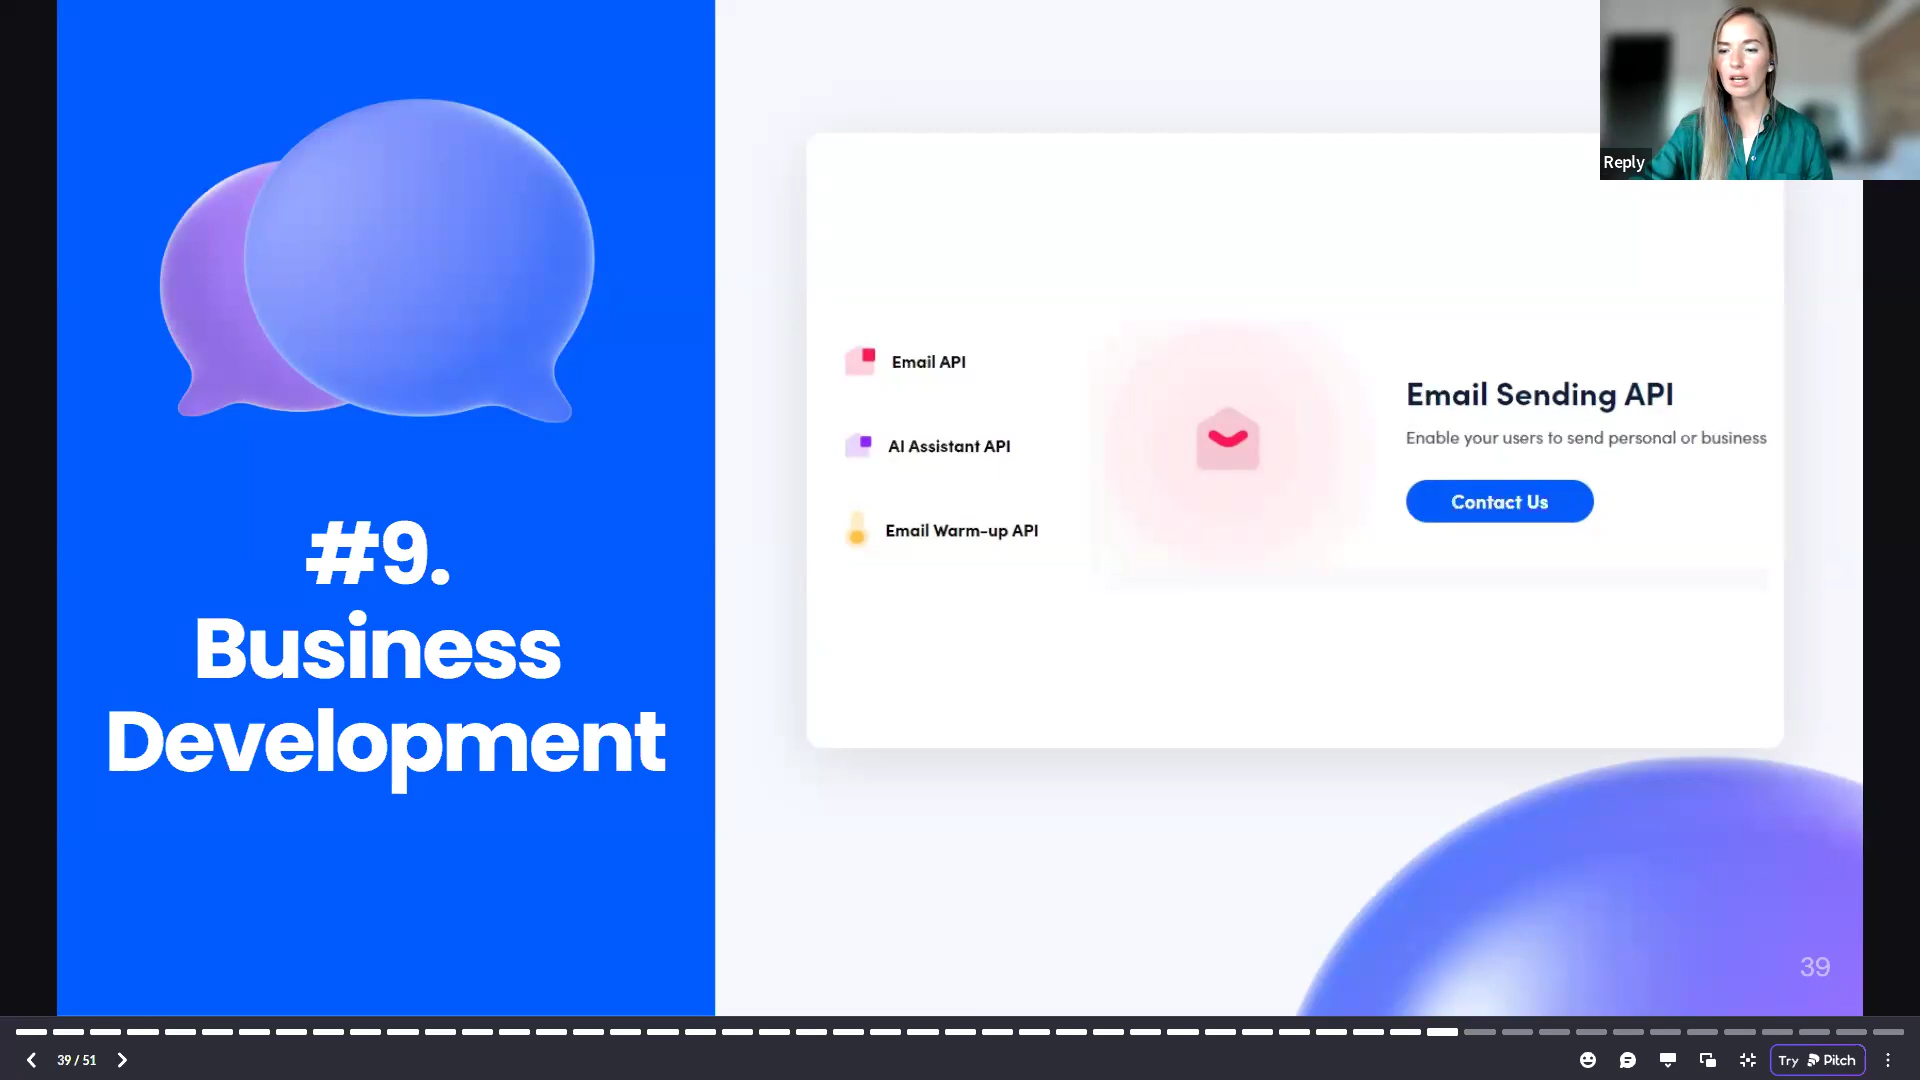 Reply
#9.
Business
Development
Email API
AI Assistant API
Email Warm-up API
Email Sending API
Enable your users to send personal or business
Contact Us
39
39 / 51
Try Pitch